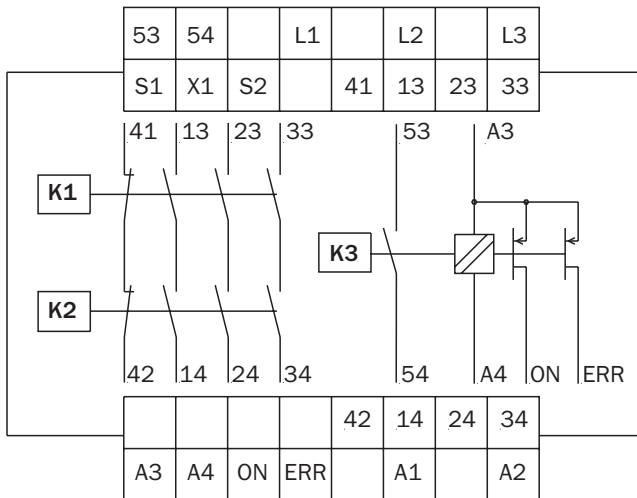 53 54 L1 L2 L3
S1 X1 S2 41 13 23 33
41 13 23 33 53 A3
K1
K3
K2
42 14 24 34 54 A4 ON ERR
42 14 24 34
A3 A4 ON ERR A1 A2